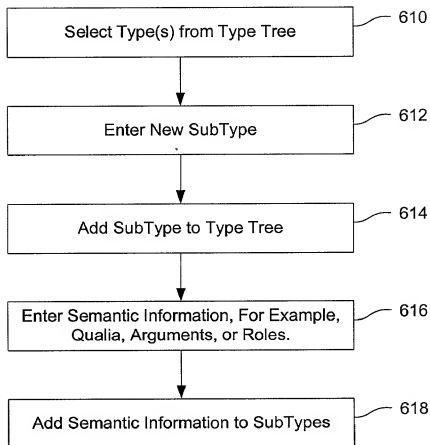 Select Type(s) from Type Tree
610
Enter New SubType
612
Add SubType to Type Tree
614
Enter Semantic Information, For Example,
Qualia, Arguments, or Roles.
616
Add Semantic Information to SubTypes
618